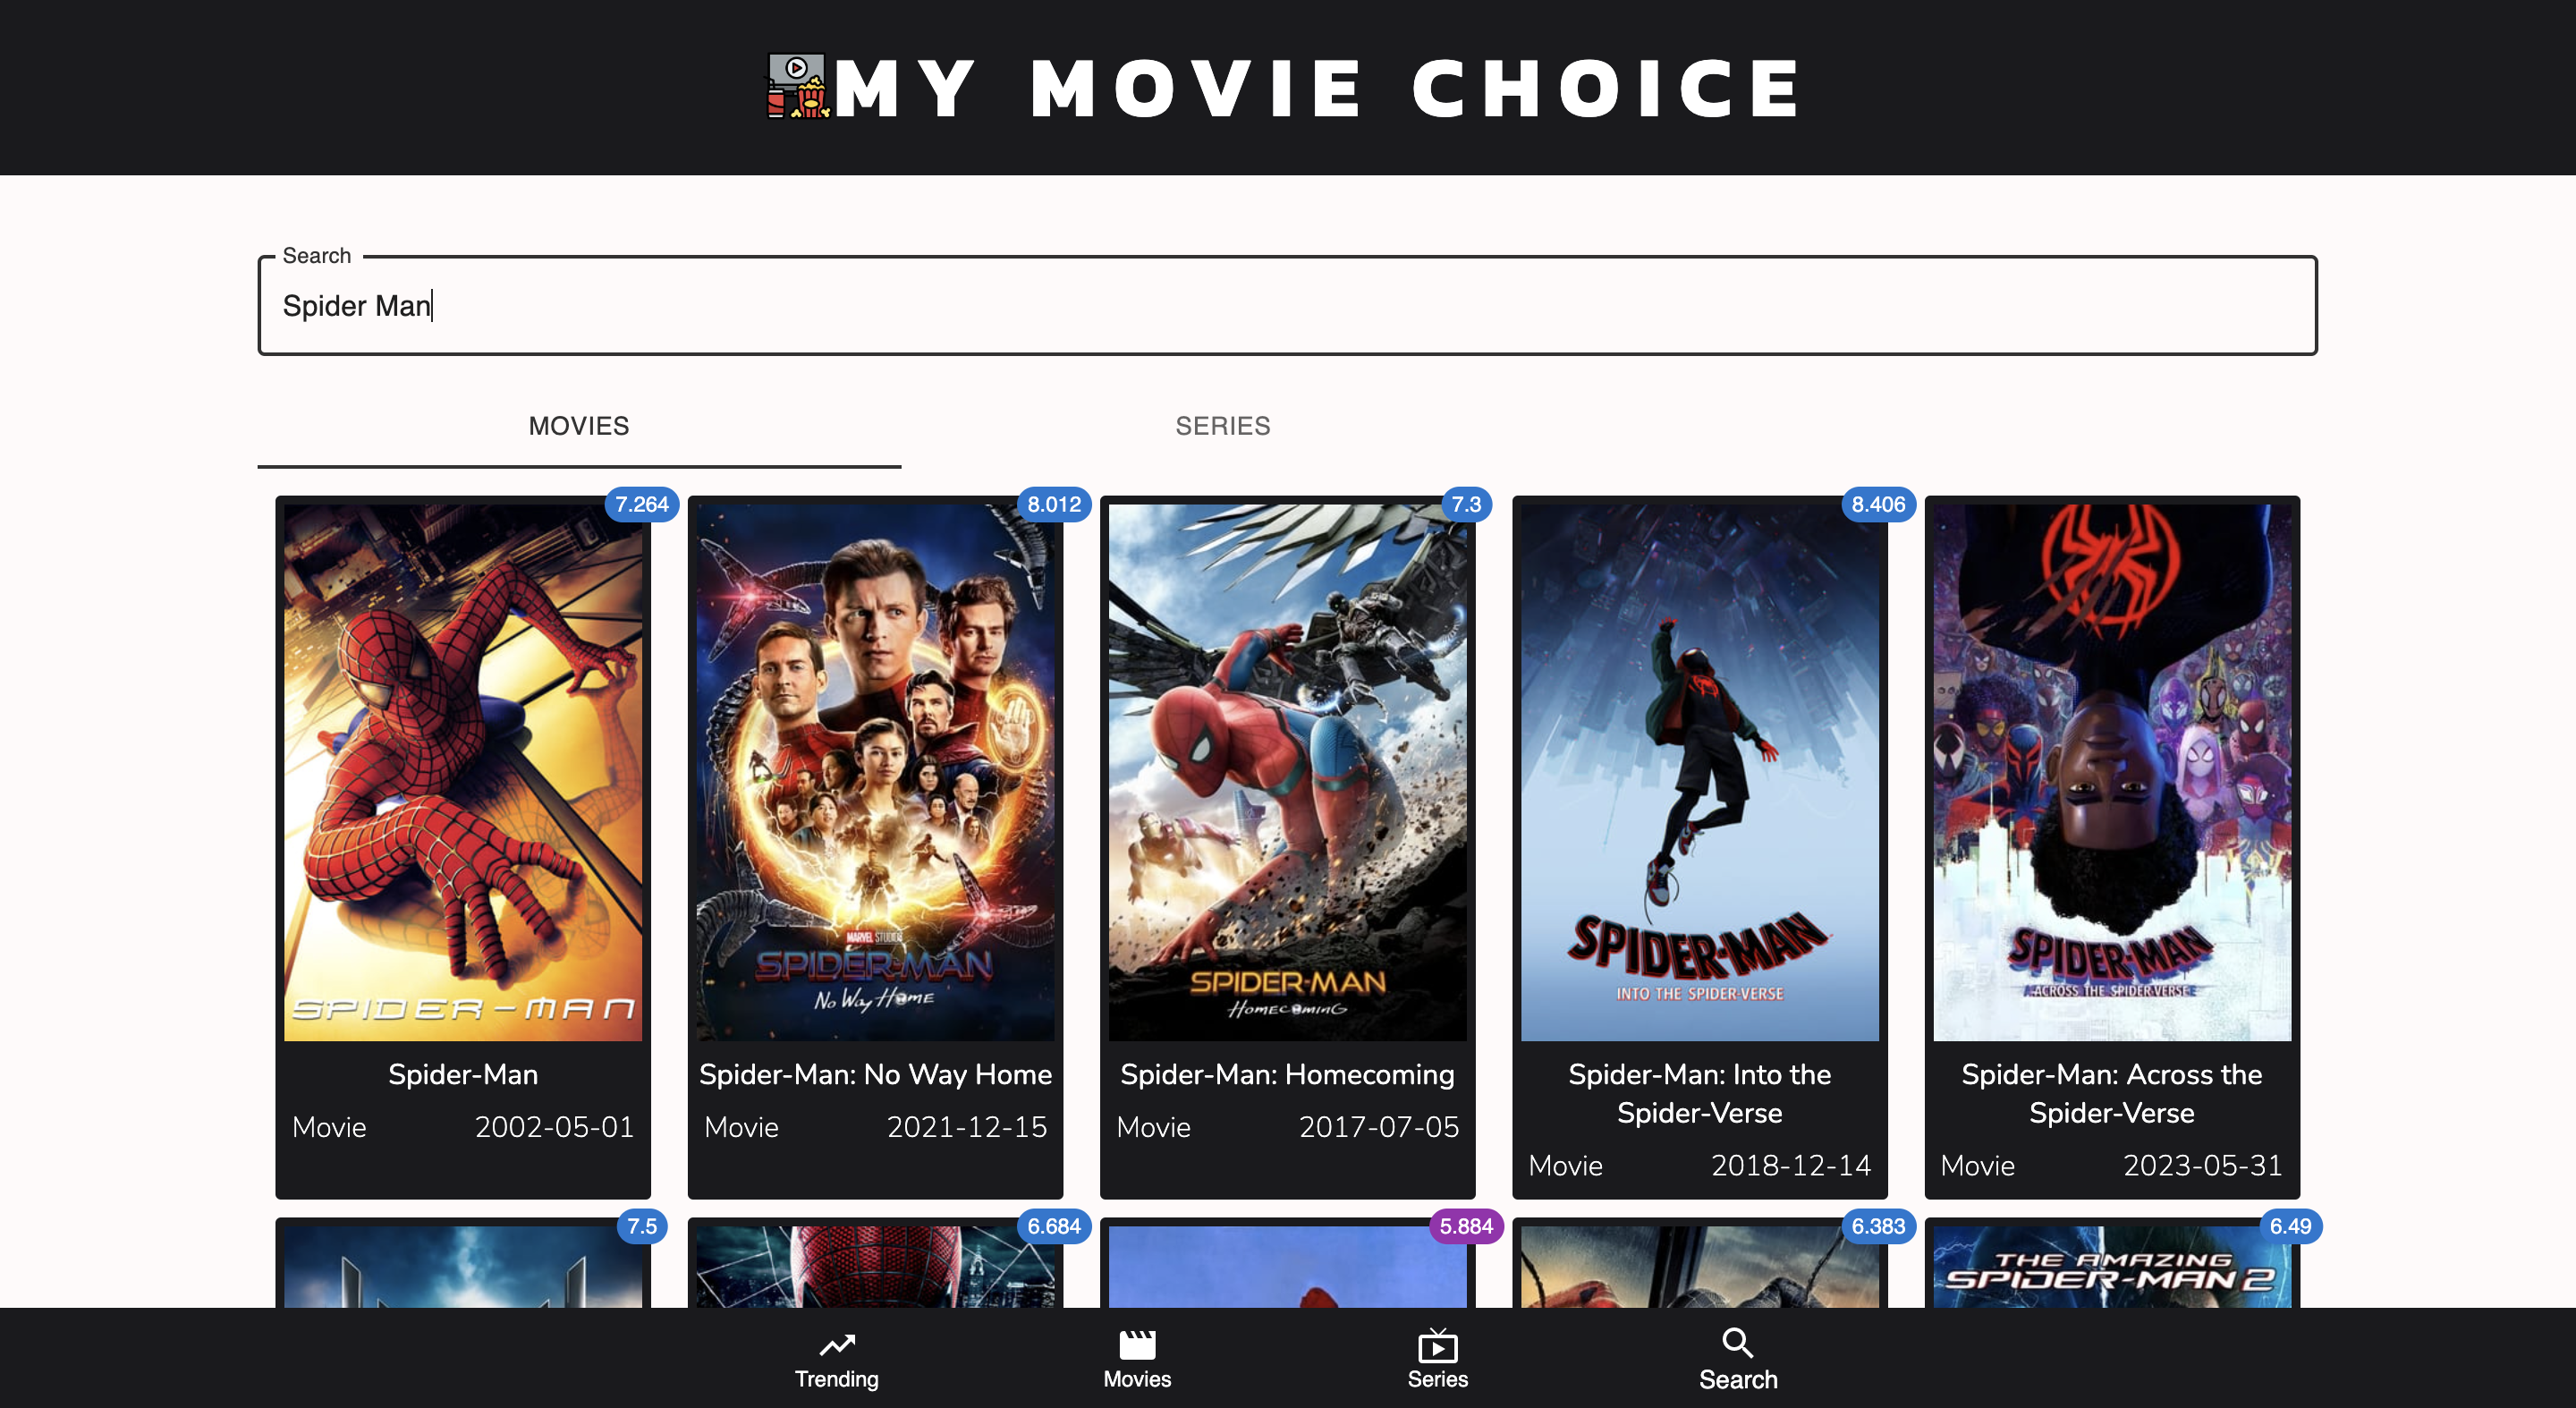 MY MOVIE CHOICE
Search
Spider Man
MOVIES
SERIES
7.264
8.012
7.3
8.406
SPIDER-MAN
MARVEL STUDIOS
SPIDER-MAN
No Way Home
SPIDER-MAN
HOMECOMING
SPIDER-MAN
INTO THE SPIDER-VERSE
SPIDER-MAN
ACROSS THE SPIDER-VERSE
Spider-Man
Movie 2002-05-01
Spider-Man: No Way Home
Movie 2021-12-15
Spider-Man: Homecoming
Movie 2017-07-05
Spider-Man: Into the
Spider-Verse
Movie 2018-12-14
Spider-Man: Across the
Spider-Verse
Movie 2023-05-31
7.5
6.684
5.884
6.383
6.49
THE AMAZING
SPIDER-MAN 2
Trending
Movies
Series
Search